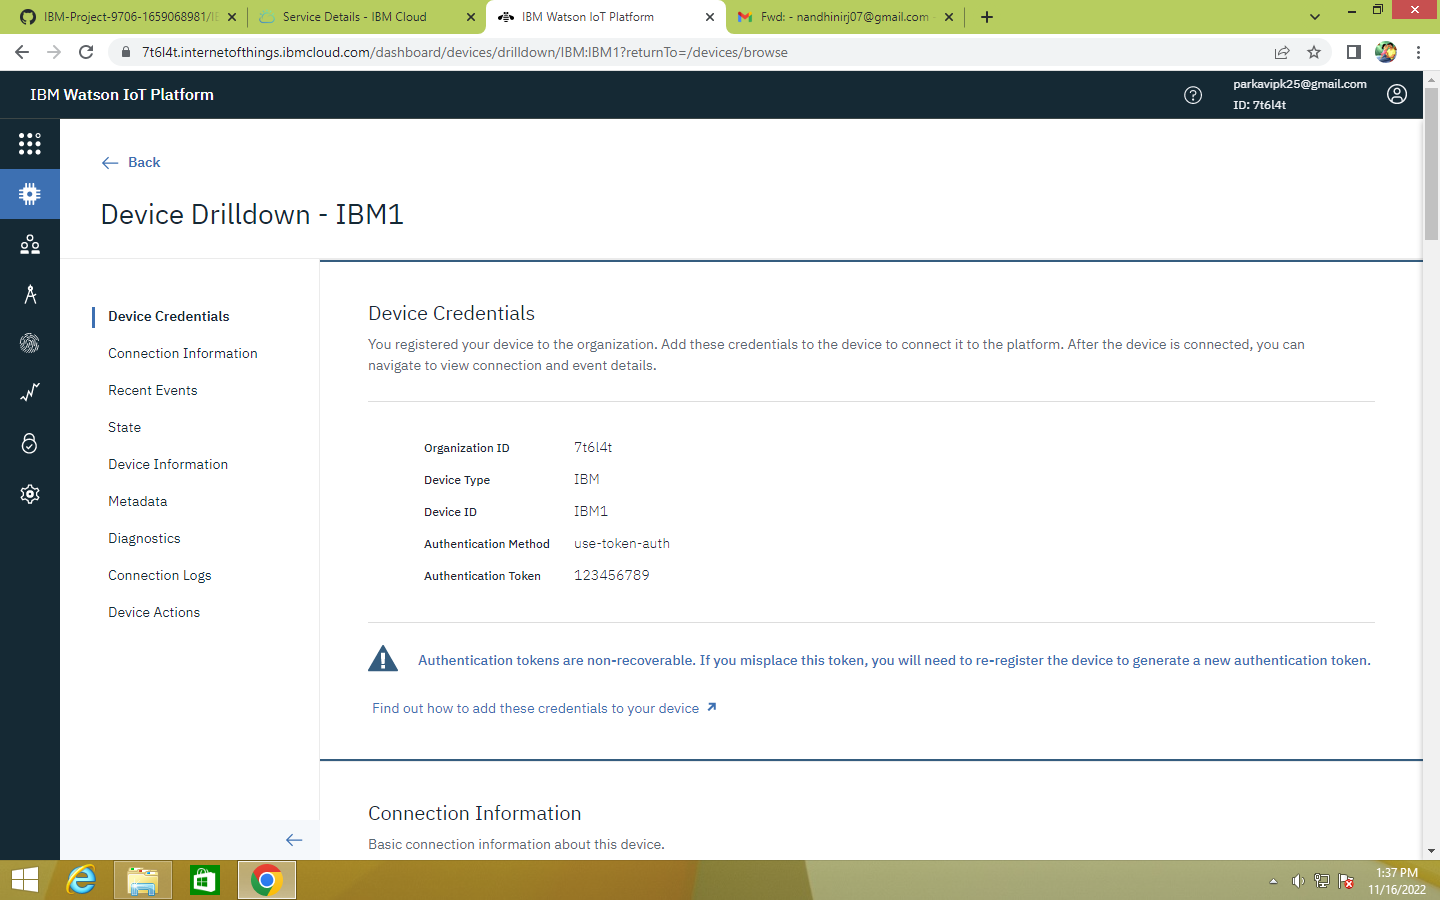 IBM-Project-9706-1659068981/IB
Service Details - IBM Cloud
IBM Watson IoT Platform
Fwd: - nandhinirj07@gmail.com
7t6l4t.internetofthings.ibmcloud.com/dashboard/devices/drilldown/IBM:IBM1?returnTo=/devices/browse
IBM Watson IoT Platform
parkavipk25@gmail.com
ID: 7t6l4t
Back
Device Drilldown - IBM1
Device Credentials
Connection Information
Recent Events
State
Device Information
Metadata
Diagnostics
Connection Logs
Device Actions
Device Credentials
You registered your device to the organization. Add these credentials to the device to connect it to the platform. After the device is connected, you can
navigate to view connection and event details.
Organization ID 7t6l4t
Device Type IBM
Device ID IBM1
Authentication Method use-token-auth
Authentication Token 123456789
Authentication tokens are non-recoverable. If you misplace this token, you will need to re-register the device to generate a new authentication token.
Find out how to add these credentials to your device
Connection Information
Basic connection information about this device.
1:37 PM
11/16/2022